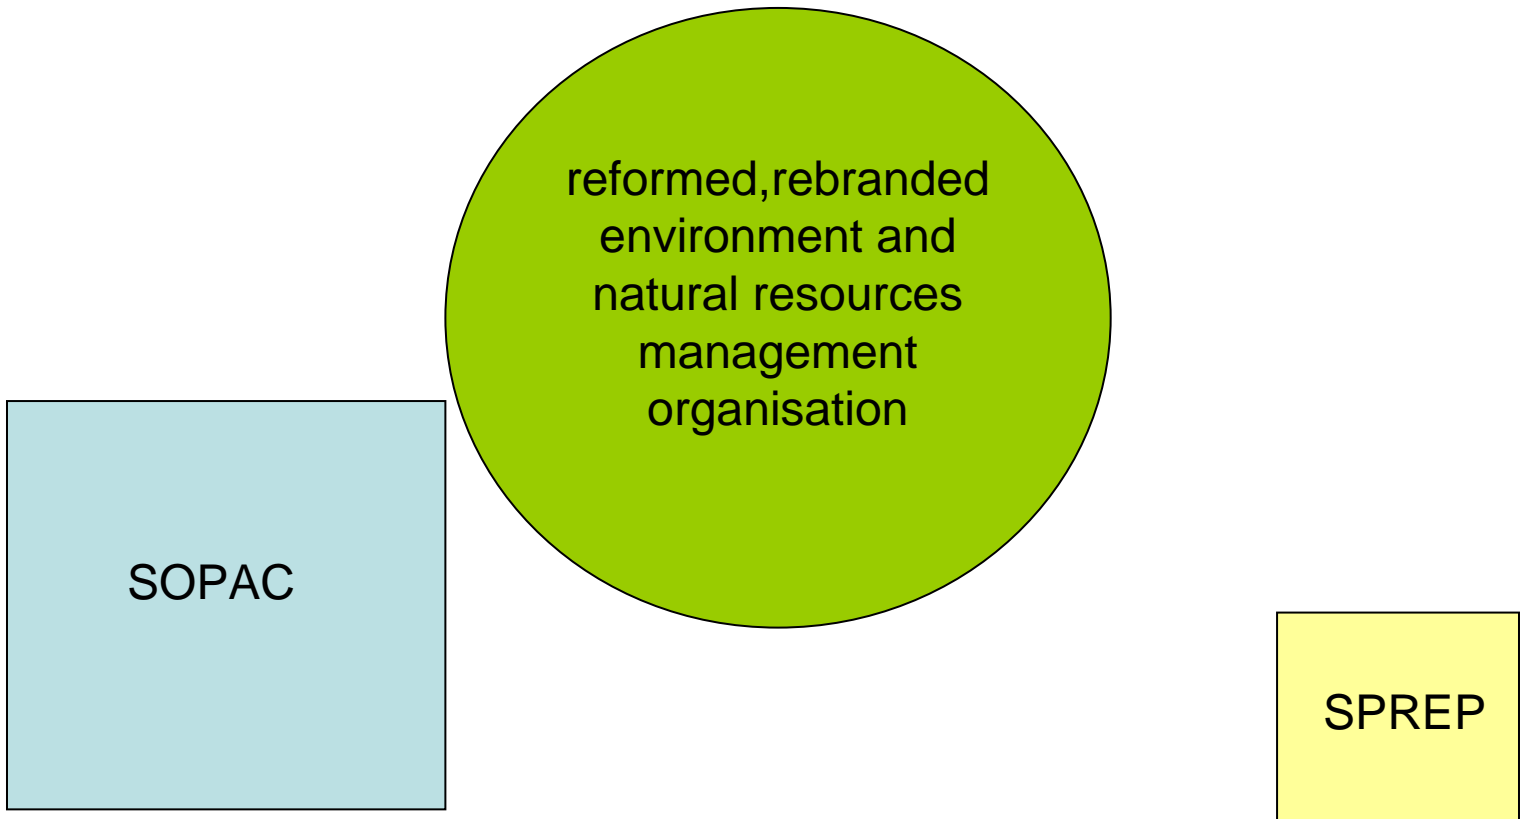 reformed,rebranded
environment and
natural resources
management
organisation
SOPAC
SPREP